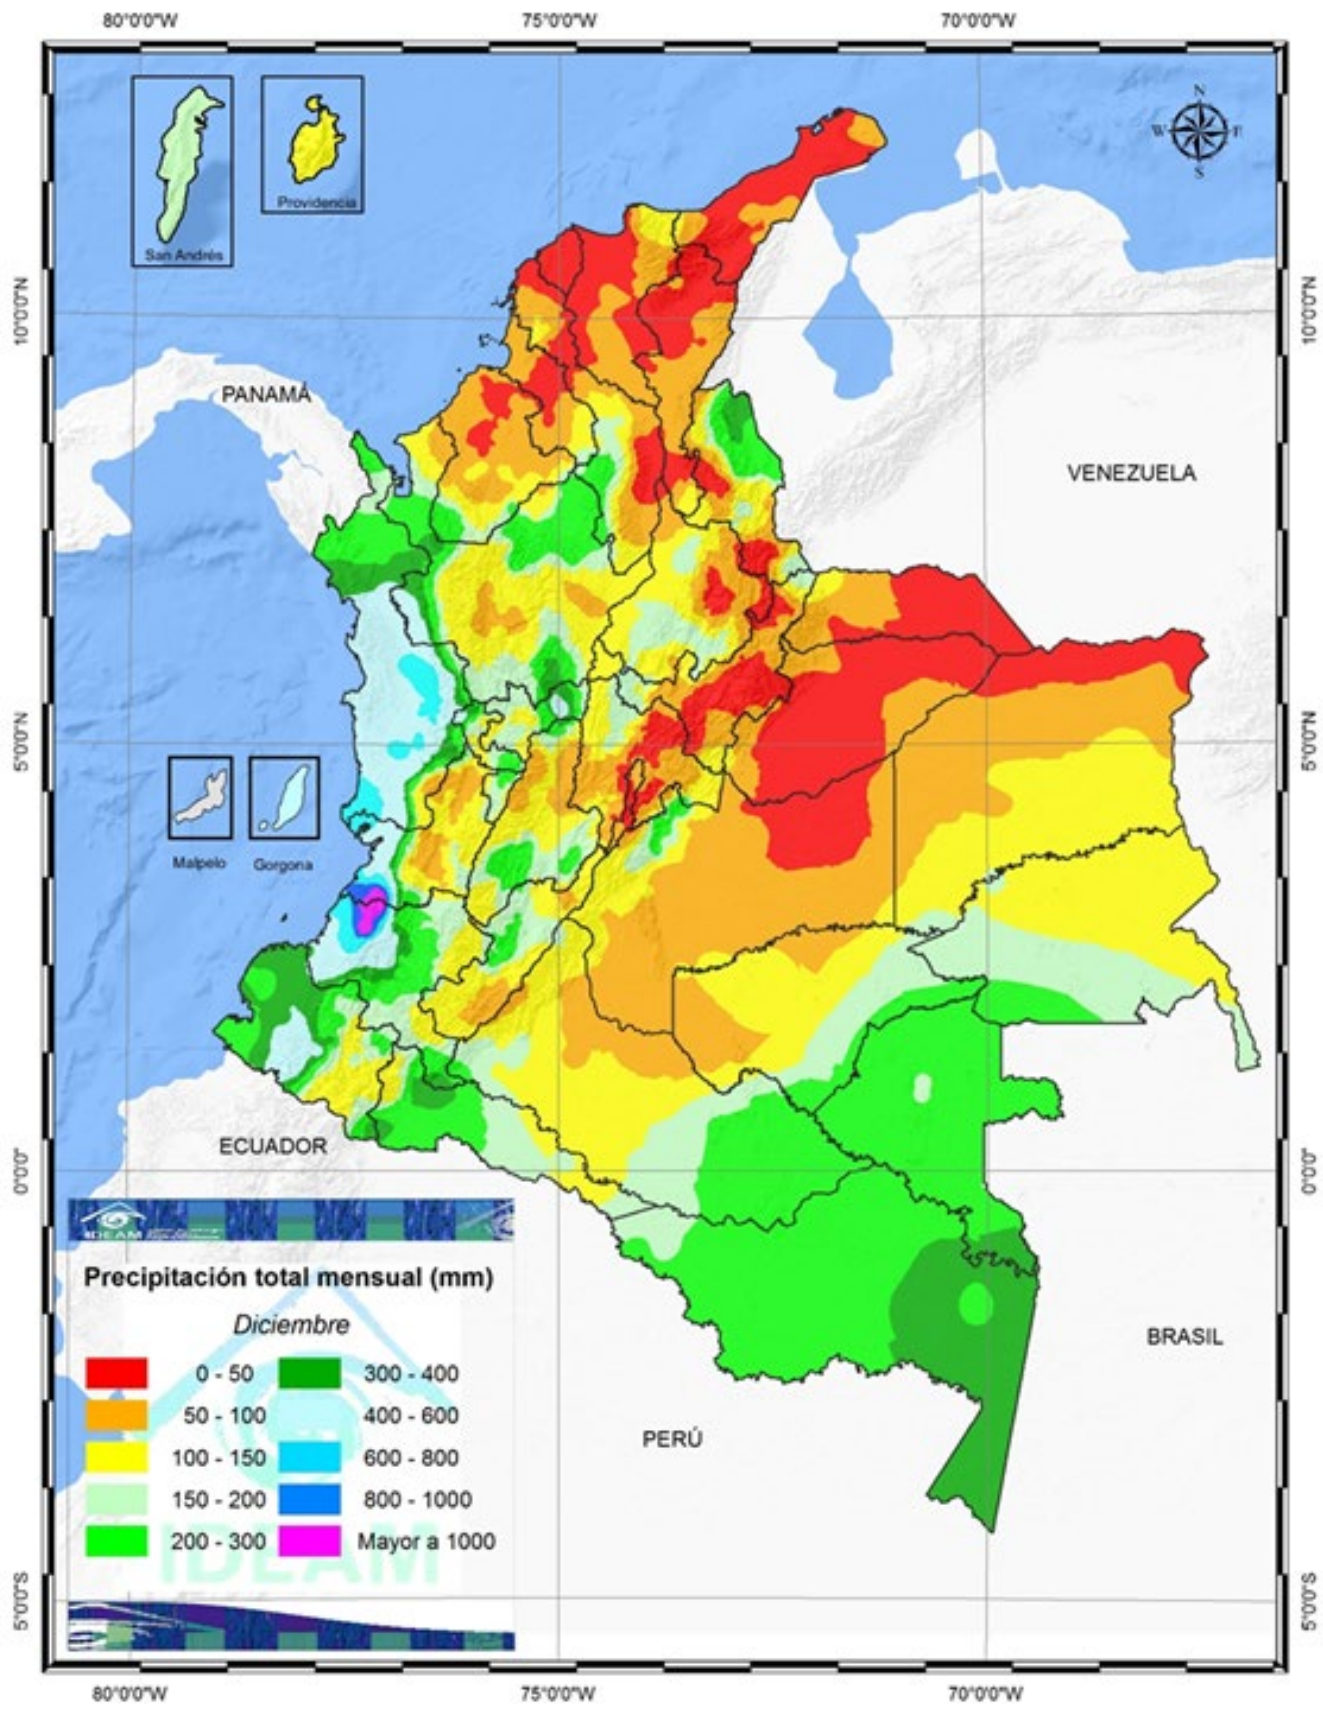 80°0'0"W 75°0'0"W 70°0'0"W
N
W E
S
San Andrés
Providencia
10°0'0"N 10°0'0"N
PANAMÁ
VENEZUELA
5°0'0"N 5°0'0"N
Malpelo Gorgona
ECUADOR
0°0'0" 0°0'0"
IDEAM
Precipitación total mensual (mm)
Diciembre
0 - 50 300 - 400
50 - 100 400 - 600
100 - 150 600 - 800
150 - 200 800 - 1000
200 - 300 Mayor a 1000
IDEAM
BRASIL
PERÚ
5°0'0"S 5°0'0"S
80°0'0"W 75°0'0"W 70°0'0"W